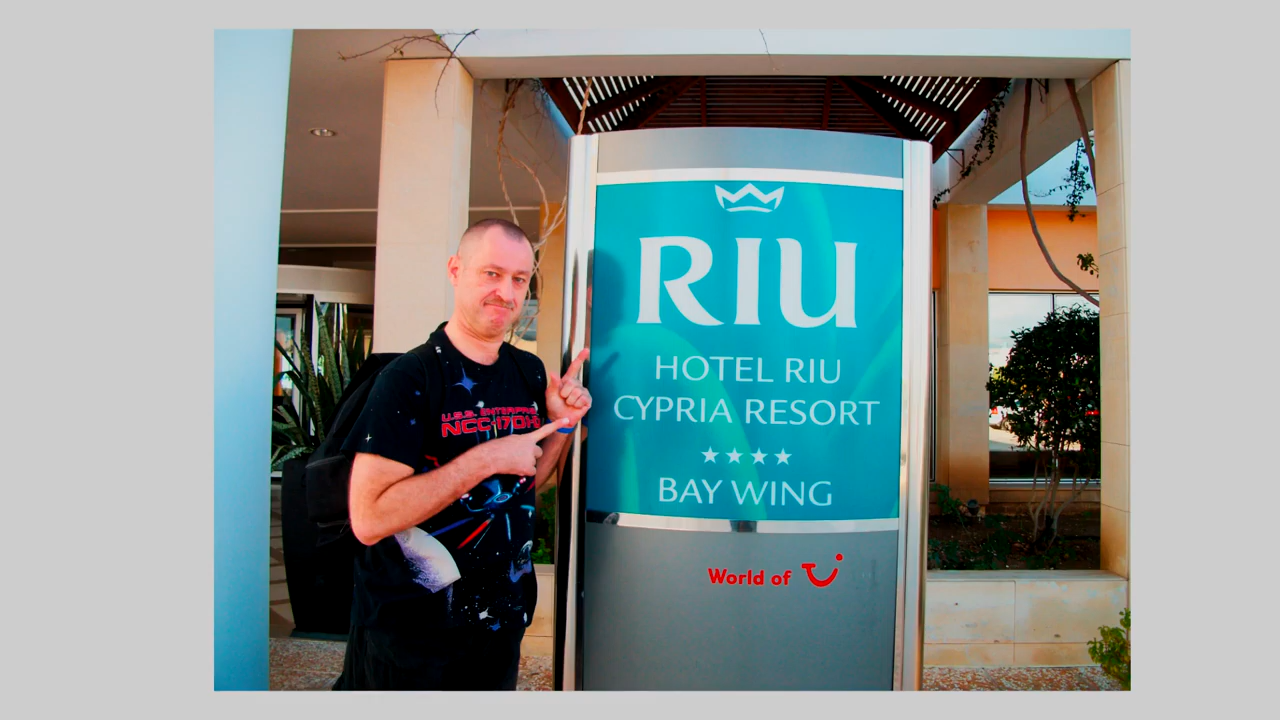 RIU
HOTEL RIU
CYPRIA RESORT
★★★★
BAY WING
World of
U.S.S. ENTERPRISE
NCC-1701